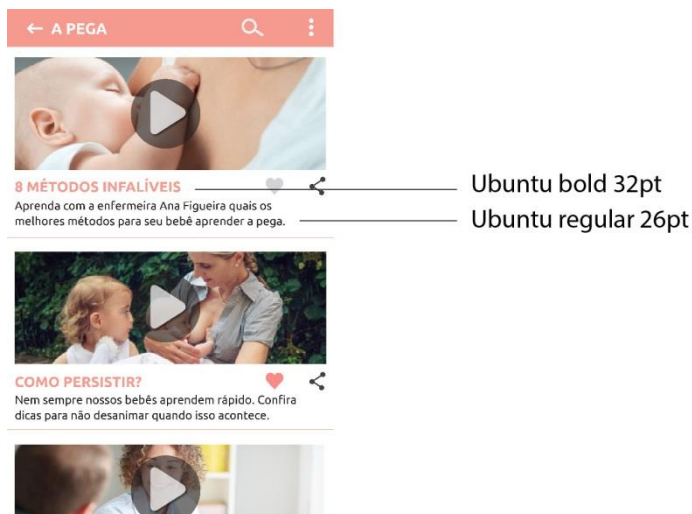 A PEGA
8 MÉTODOS INFALÍVEIS
Aprenda com a enfermeira Ana Figueira quais os
melhores métodos para seu bebê aprender a pega.
Ubuntu bold 32pt
Ubuntu regular 26pt
COMO PERSISTIR?
Nem sempre nossos bebês aprendem rápido. Confira
dicas para não desanimar quando isso acontece.